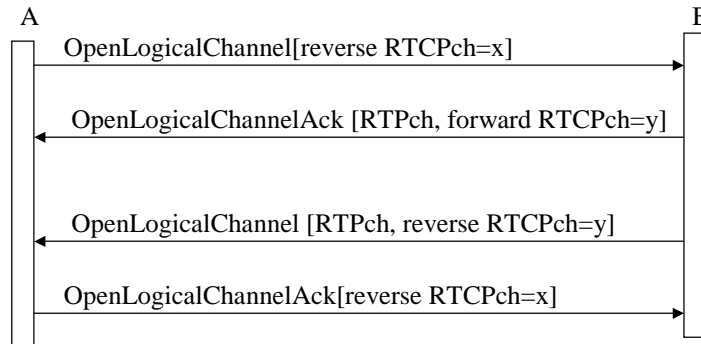 A
OpenLogicalChannel[reverse RTCPch=x]
OpenLogicalChannelAck [RTPch, forward RTCPch=y]
OpenLogicalChannel [RTPch, reverse RTCPch=y]
OpenLogicalChannelAck[reverse RTCPch=x]